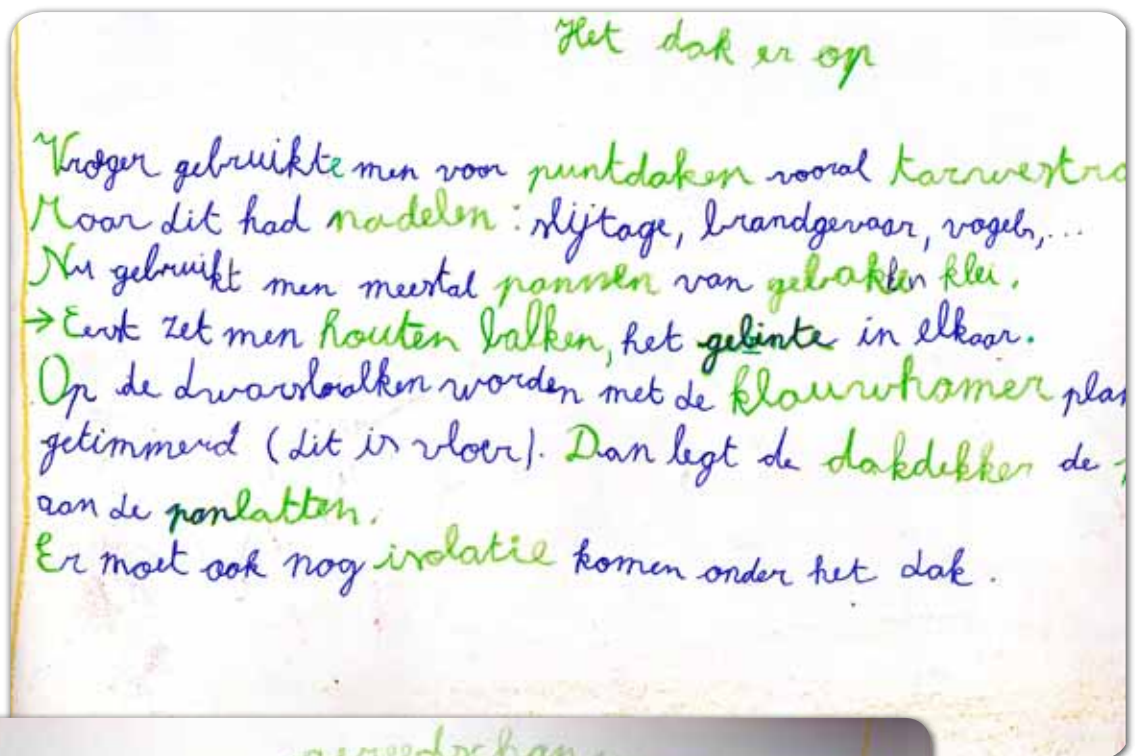 Het dak er op
Vroger gebruikte men voor puntdaken vooral tarwestro
Maar dit had nadelen : slijtage, brandgevaar, vogels,...
Nu gebruikt men meestal pannen van gebakken klei.
→ Eerst zet men houten balken, het gebinte in elkaar.
Op de dwarsbalken worden met de klauwhamer plan
getimmerd (dit is vloer). Dan legt de dakdekker de
aan de panlatten.
Er moet ook nog isolatie komen onder het dak.